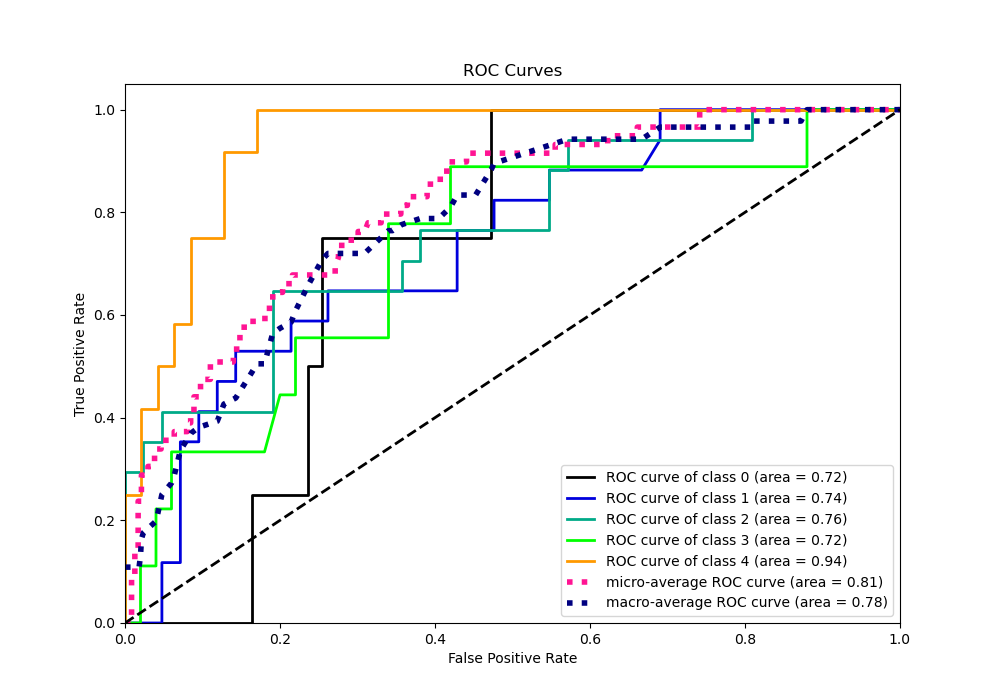 ROC Curves
True Positive Rate
1.0
0.8
0.6
0.4
0.2
0.0
0.0 0.2 0.4 0.6 0.8 1.0
False Positive Rate
ROC curve of class 0 (area = 0.72)
ROC curve of class 1 (area = 0.74)
ROC curve of class 2 (area = 0.76)
ROC curve of class 3 (area = 0.72)
ROC curve of class 4 (area = 0.94)
micro-average ROC curve (area = 0.81)
macro-average ROC curve (area = 0.78)